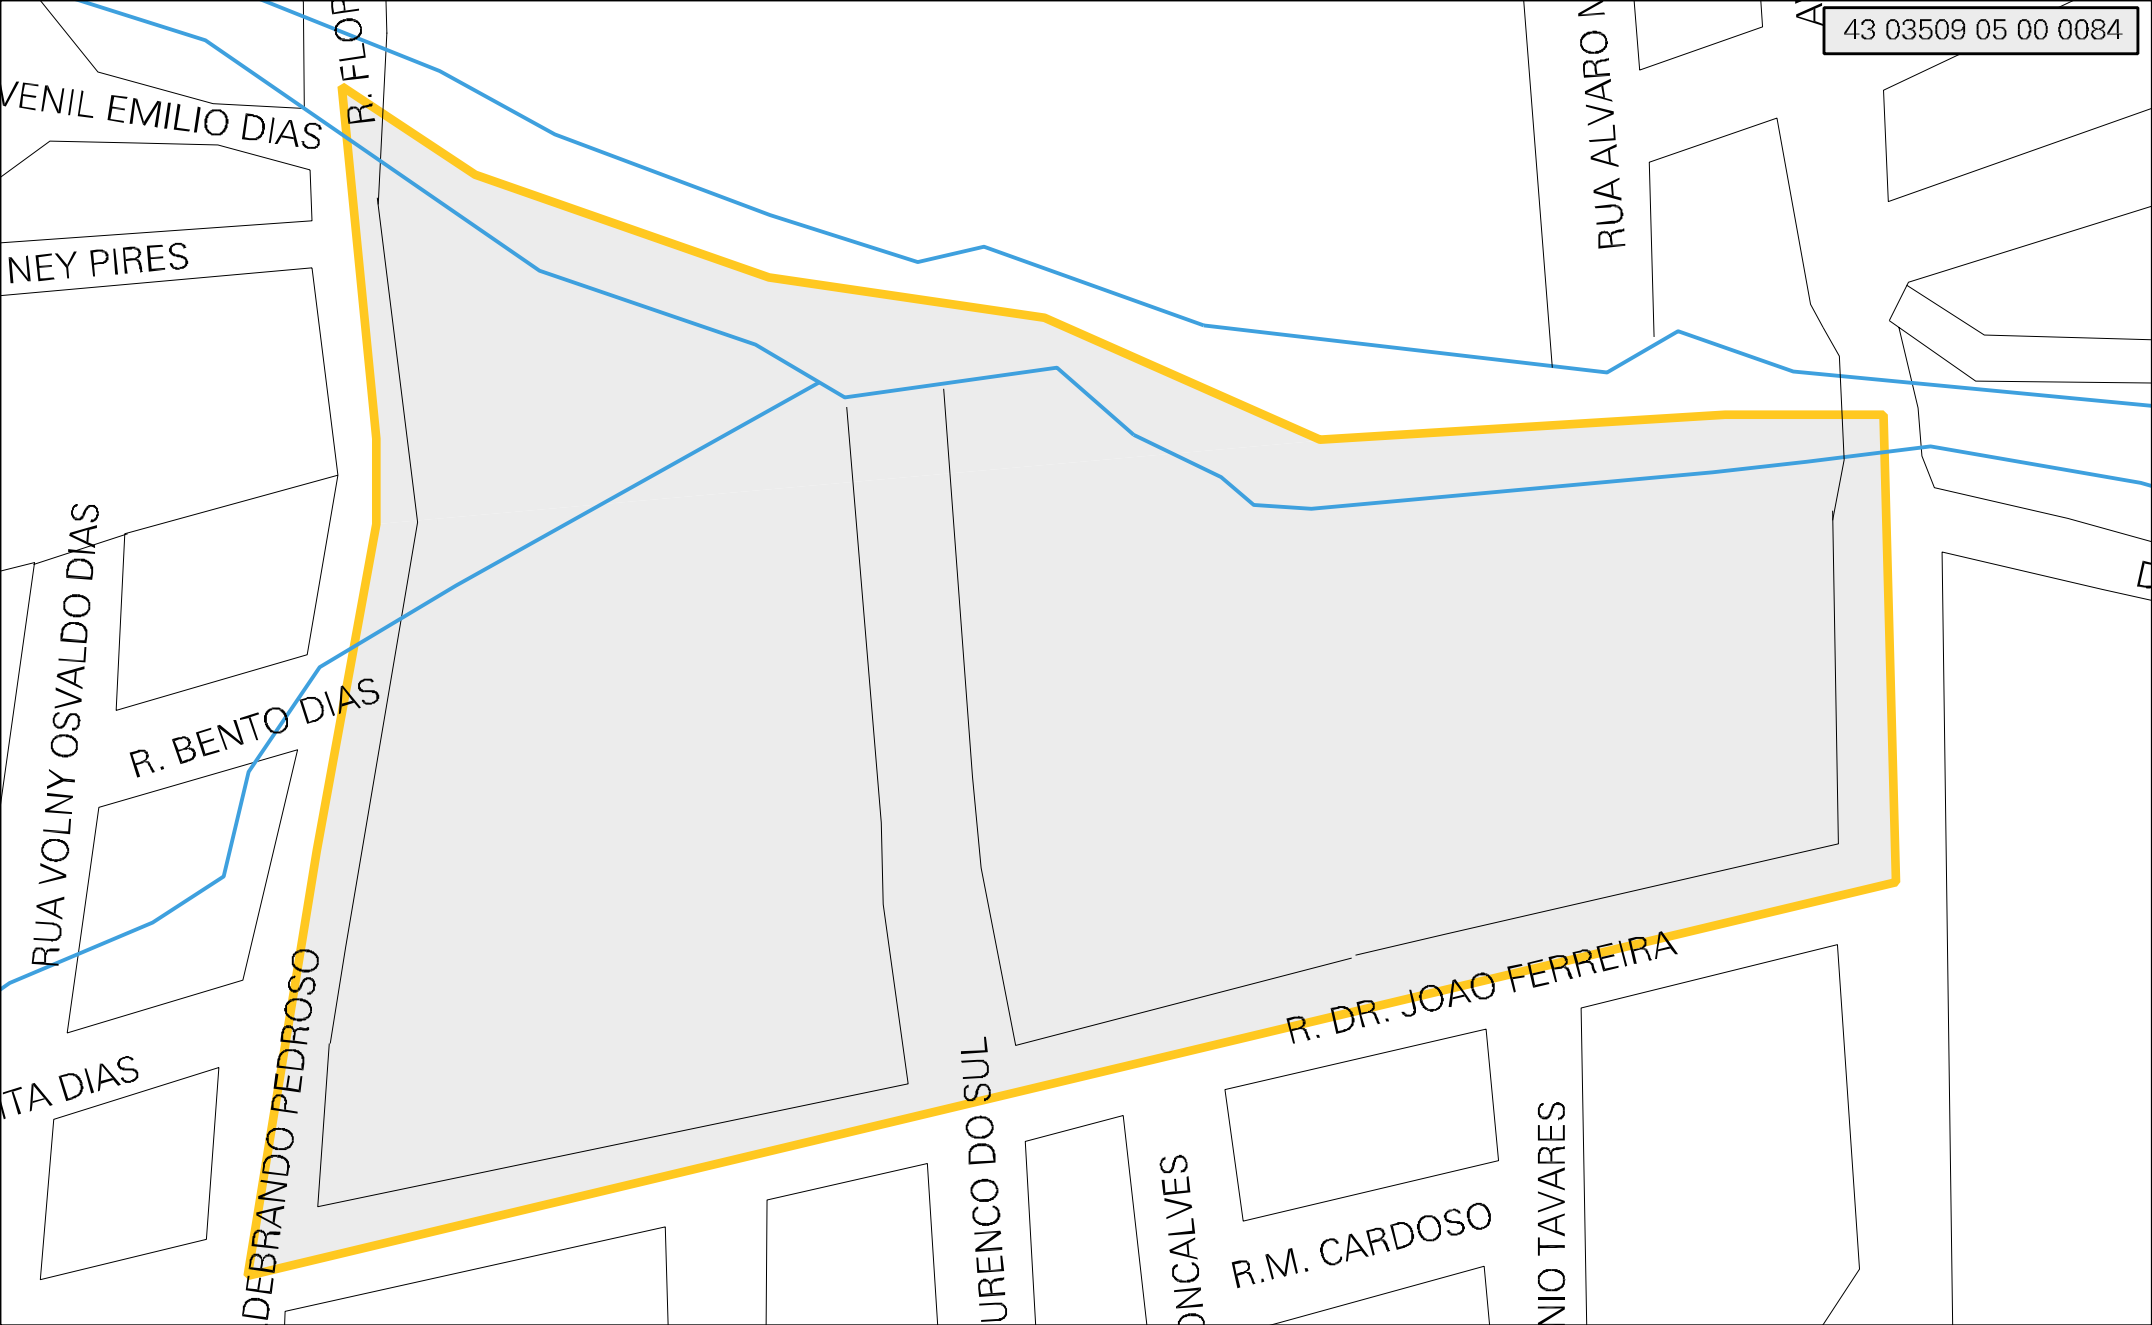 43 03509 05 00 0084
R. FLOR
RUA ALVARO
VENIL EMILIO DIAS
NEY PIRES
RUA VOLNY OSVALDO DIAS
R. BENTO DIAS
ITA DIAS
DEBRANDO PEDROSO
R. DR. JOAO FERREIRA
URENCO DO SUL
ONCALVES
R.M. CARDOSO
NIO TAVARES